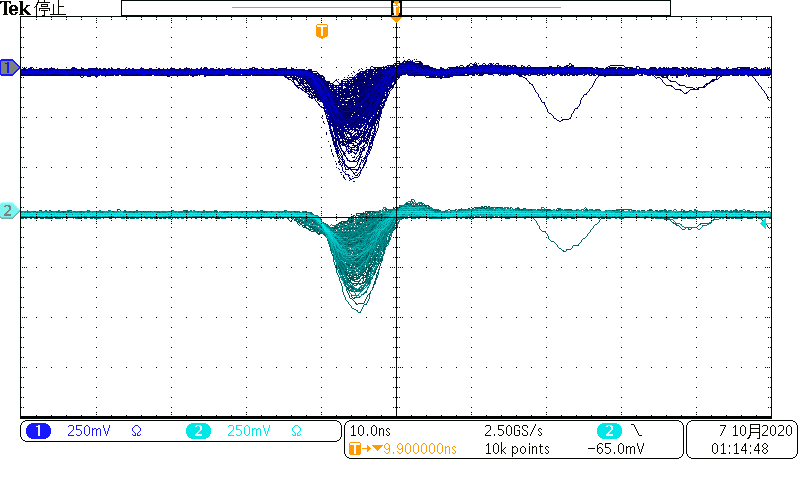 Tek 停止
T
1
2
1 250mV Ω 2 250mV Ω
10.0ns 2.50GS/s 2
T→▼9.900000ns 10k points -65.0mV
7 10月2020
01:14:48